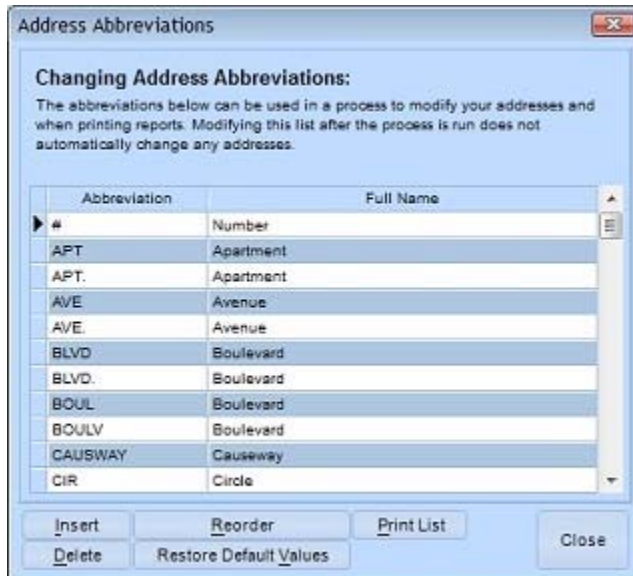 Address Abbreviations
Changing Address Abbreviations:
The abbreviations below can be used in a process to modify your addresses and
when printing reports. Modifying this list after the process is run does not
automatically change any addresses.
Abbreviation Full Name
# Number
APT Apartment
APT. Apartment
AVE Avenue
AVE. Avenue
BLVD Boulevard
BLVD. Boulevard
BOUL Boulevard
BOULV Boulevard
CAUSWAY Causeway
CIR Circle
Insert Reorder Print List
Close
Delete Restore Default Values